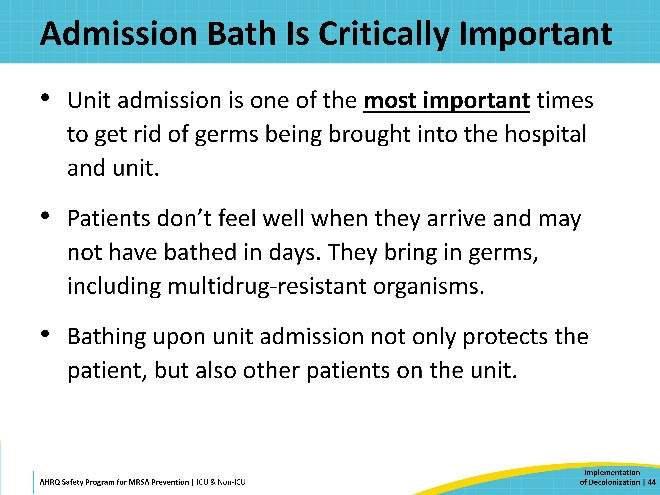 Admission Bath Is Critically Important
• Unit admission is one of the most important times
to get rid of germs being brought into the hospital
and unit.
• Patients don’t feel well when they arrive and may
not have bathed in days. They bring in germs,
including multidrug-resistant organisms.
• Bathing upon unit admission not only protects the
patient, but also other patients on the unit.
AHRQ Safety Program for MRSA Prevention | ICU & Non-ICU
Implementation
of Decolonization | 44